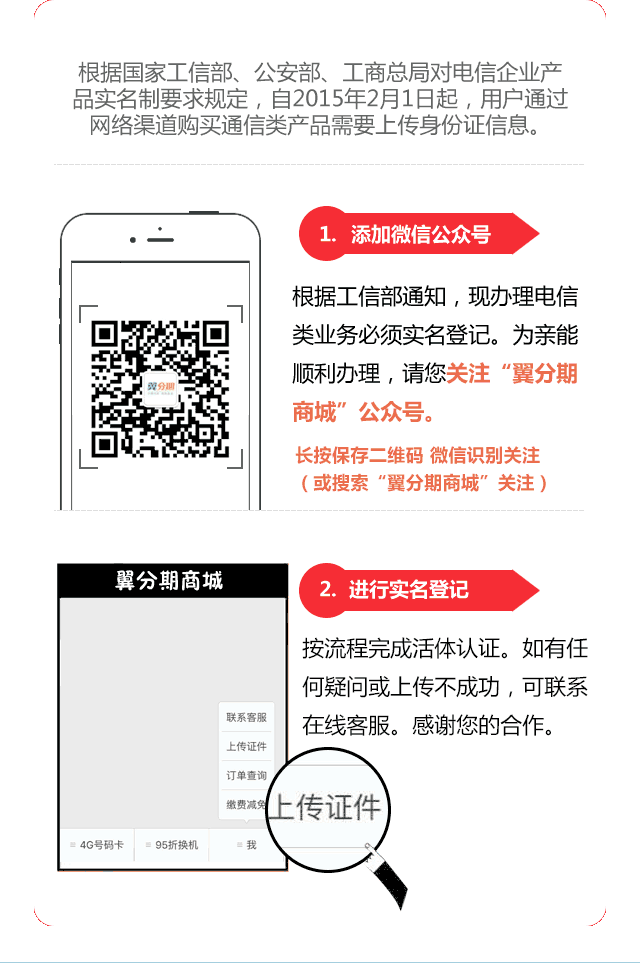 根据国家工信部、公安部、工商总局对电信企业产
品实名制要求规定，自2015年2月1日起，用户通过
网络渠道购买通信类产品需要上传身份证信息。
1. 添加微信公众号
根据工信部通知，现办理电信
类业务必须实名登记。为亲能
顺利办理，请您关注“翼分期
商城”公众号。
长按保存二维码 微信识别关注
（或搜索“翼分期商城”关注）
翼分期
翼分期商城
2. 进行实名登记
按流程完成活体认证。如有任
何疑问或上传不成功，可联系
在线客服。感谢您的合作。
联系客服
上传证件
订单查询
缴费减免
上传证件
≡ 4G号码卡
≡ 95折换机
≡ 我